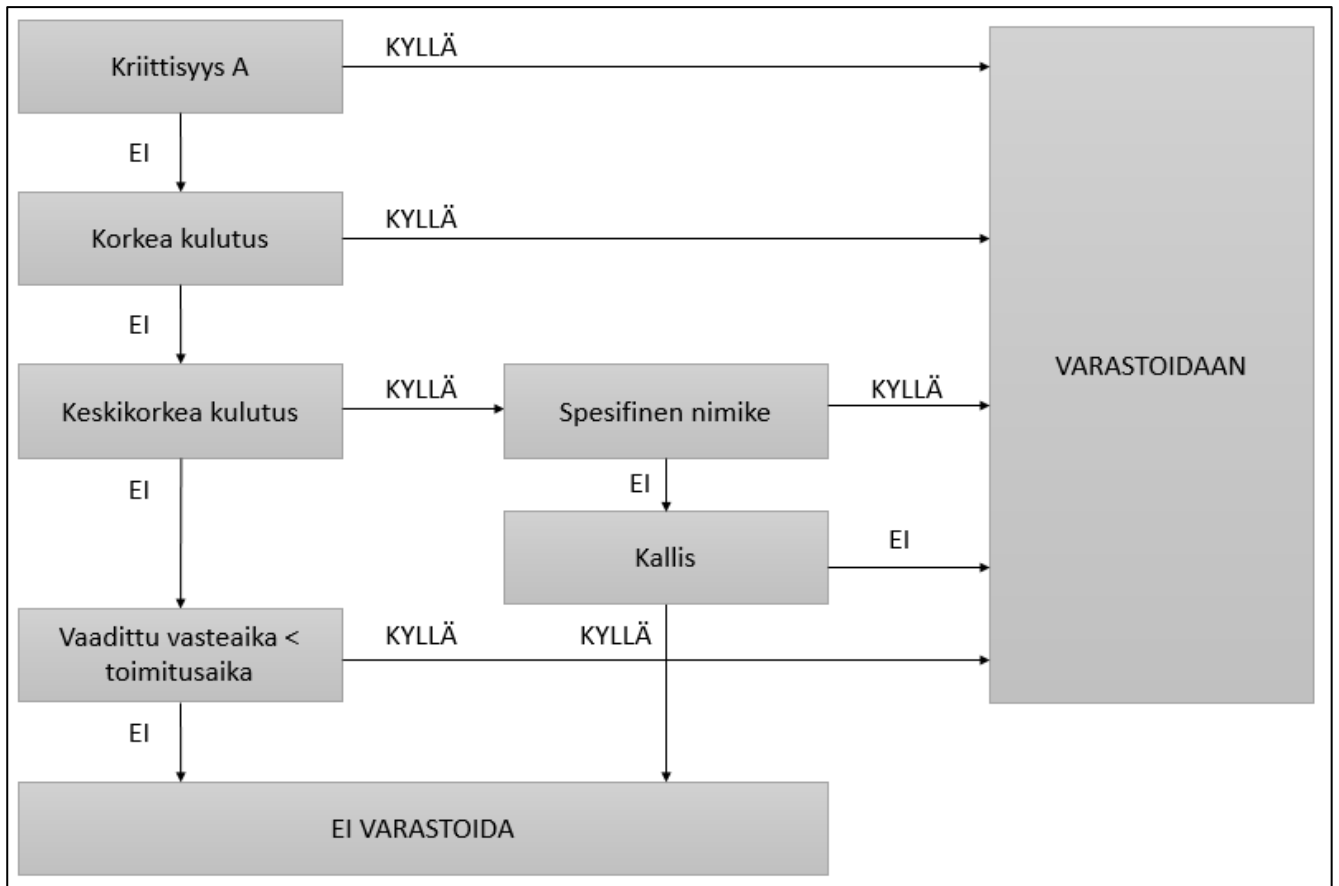 Kriittisyys A
KYLLÄ
EI
Korkea kulutus
KYLLÄ
EI
Keskikorkea kulutus
KYLLÄ
Spesifinen nimike
KYLLÄ
VARASTOIDAAN
EI
EI
Kallis
EI
Vaadittu vasteaika <
toimitusaika
KYLLÄ
KYLLÄ
EI
EI VARASTOIDA